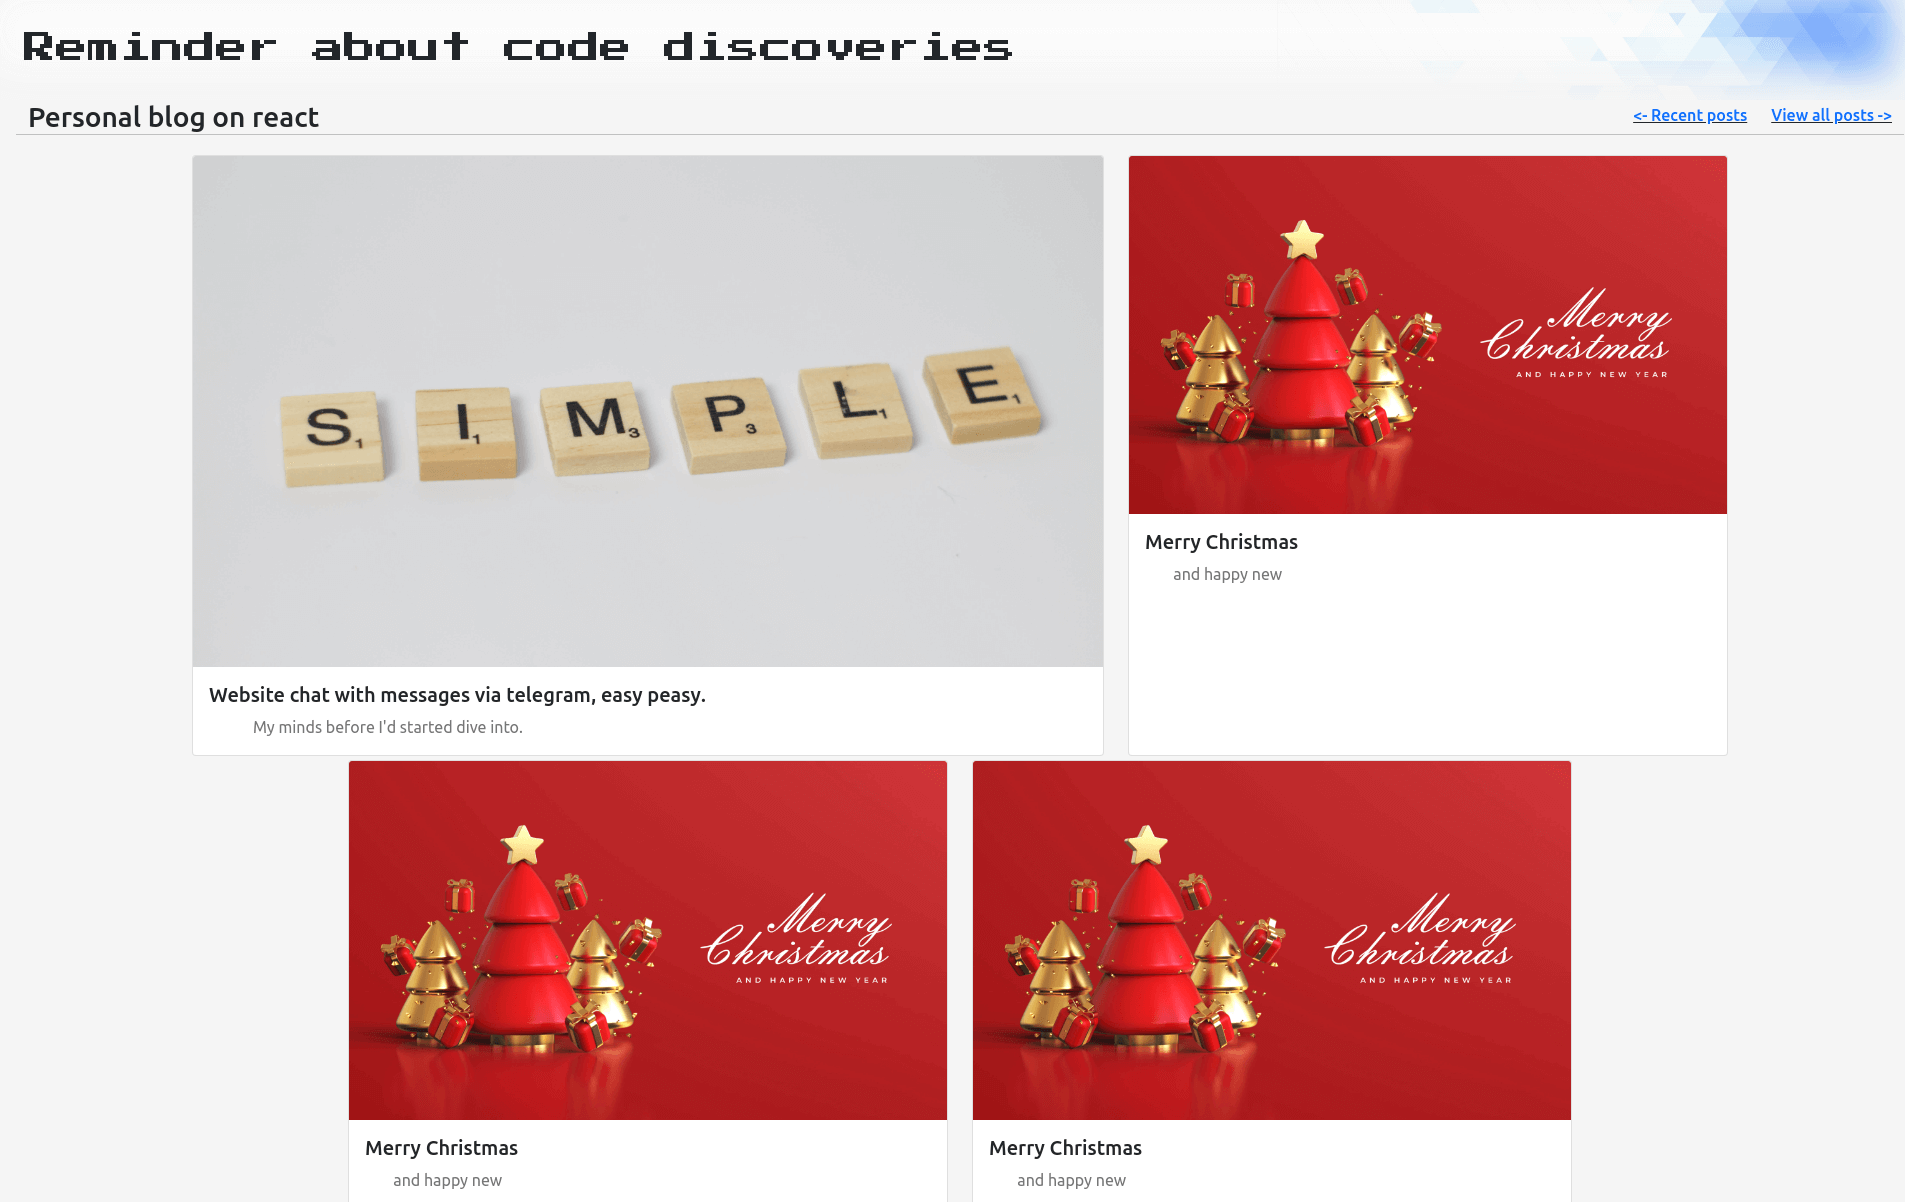 Reminder about code discoveries
Personal blog on react
<- Recent posts View all posts ->
S1 I1 M3 P3 L1 E1
Website chat with messages via telegram, easy peasy.
My minds before I'd started dive into.
Merry
Christmas
AND HAPPY NEW YEAR
Merry Christmas
and happy new
Merry
Christmas
AND HAPPY NEW YEAR
Merry Christmas
and happy new
Merry
Christmas
AND HAPPY NEW YEAR
Merry Christmas
and happy new